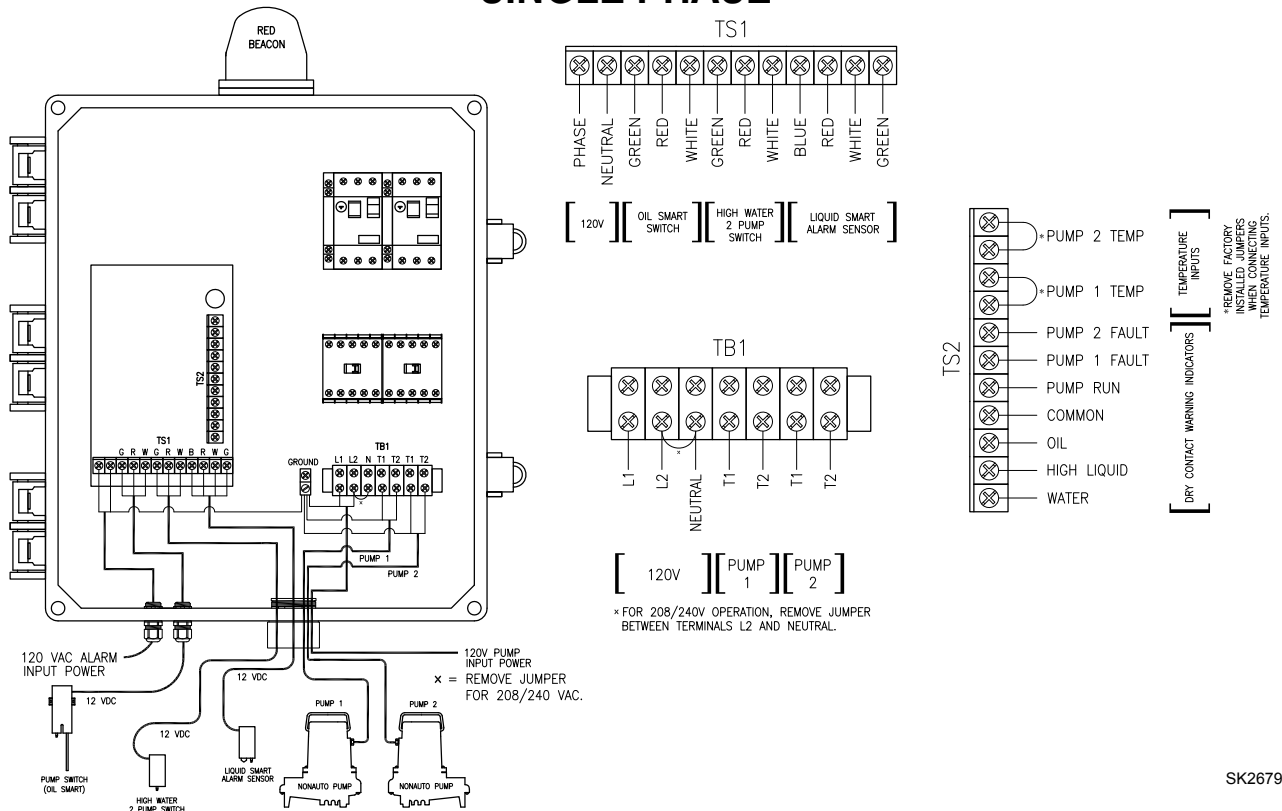 SINGLE PHASE
RED
BEACON
TS2
TS1
G R W G R W B R W G
GROUND
TB1
L1 L2 N T1 T2 T1 T2
x
PUMP 1
PUMP 2
120 VAC ALARM
INPUT POWER
12 VDC
12 VDC
12 VDC
120V PUMP
INPUT POWER
x = REMOVE JUMPER
FOR 208/240 VAC.
PUMP SWITCH
(OIL SMART)
HIGH WATER
2 PUMP SWITCH
LIQUID SMART
ALARM SENSOR
PUMP 1
NONAUTO PUMP
PUMP 2
NONAUTO PUMP
TS1
PHASE
NEUTRAL
GREEN
RED
WHITE
GREEN
RED
WHITE
BLUE
RED
WHITE
GREEN
[ 120V ]
[ OIL SMART
SWITCH ]
[ HIGH WATER
2 PUMP
SWITCH ]
[ LIQUID SMART
ALARM SENSOR ]
TB1
L1
L2
x
NEUTRAL
T1
T2
T1
T2
[ 120V ]
[ PUMP
1 ]
[ PUMP
2 ]
x FOR 208/240V OPERATION, REMOVE JUMPER
BETWEEN TERMINALS L2 AND NEUTRAL.
TS2
*PUMP 2 TEMP
*PUMP 1 TEMP
PUMP 2 FAULT
PUMP 1 FAULT
PUMP RUN
COMMON
OIL
HIGH LIQUID
WATER
[ TEMPERATURE
INPUTS ]
[ DRY CONTACT WARNING INDICATORS ]
*REMOVE FACTORY
INSTALLED JUMPERS
WHEN CONNECTING
TEMPERATURE INPUTS.
SK2679